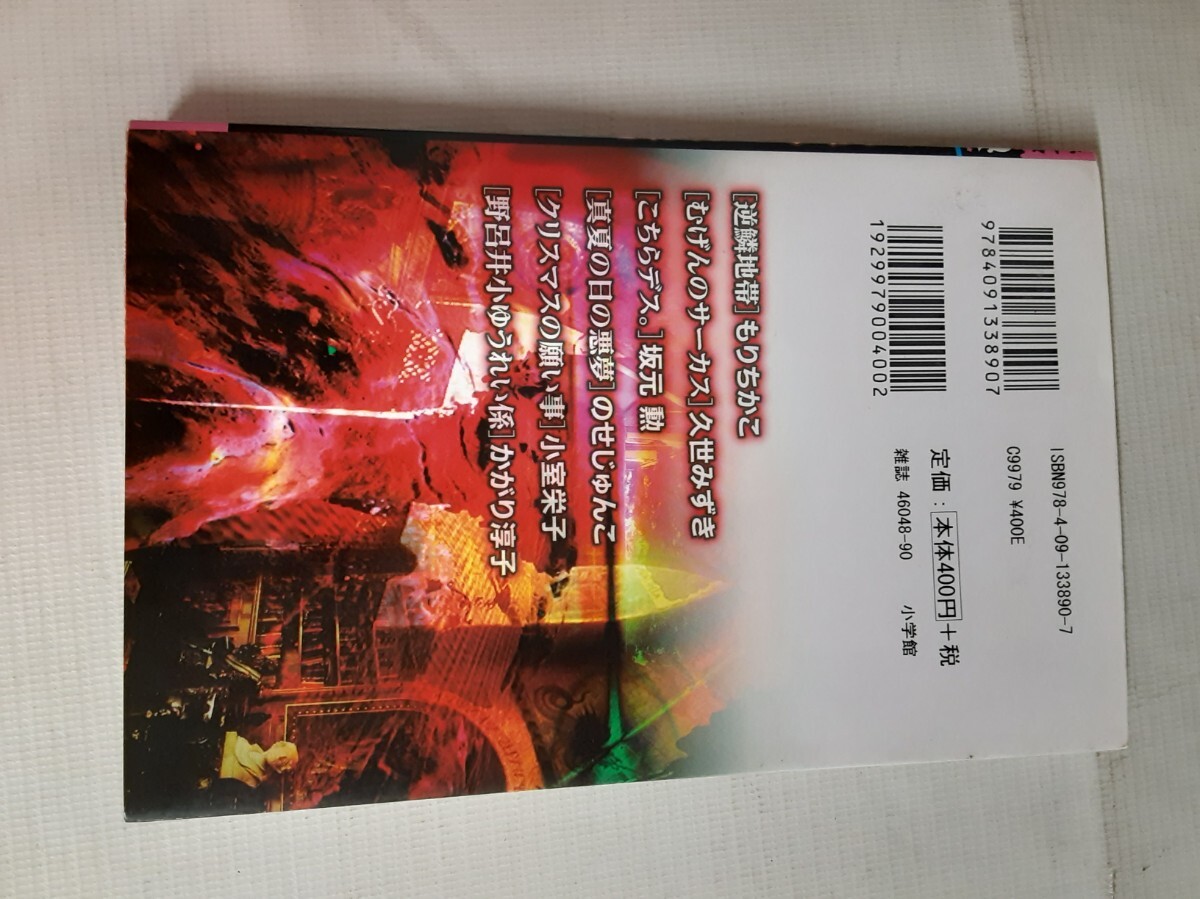 9784091338907
1929979004002
ISBN978-4-09-133890-7
C9979 ¥400E
定価：本体400円＋税
雑誌 46048-90
小学館
[逆鱗地帯]もりちかこ
[むげんのサーカス]久世みずき
[こちらデス。]坂元 勲
[真夏の日の悪夢]のせじゅんこ
[クリスマスの願い事]小室栄子
[野呂井小ゆうれい係]かがり淳子